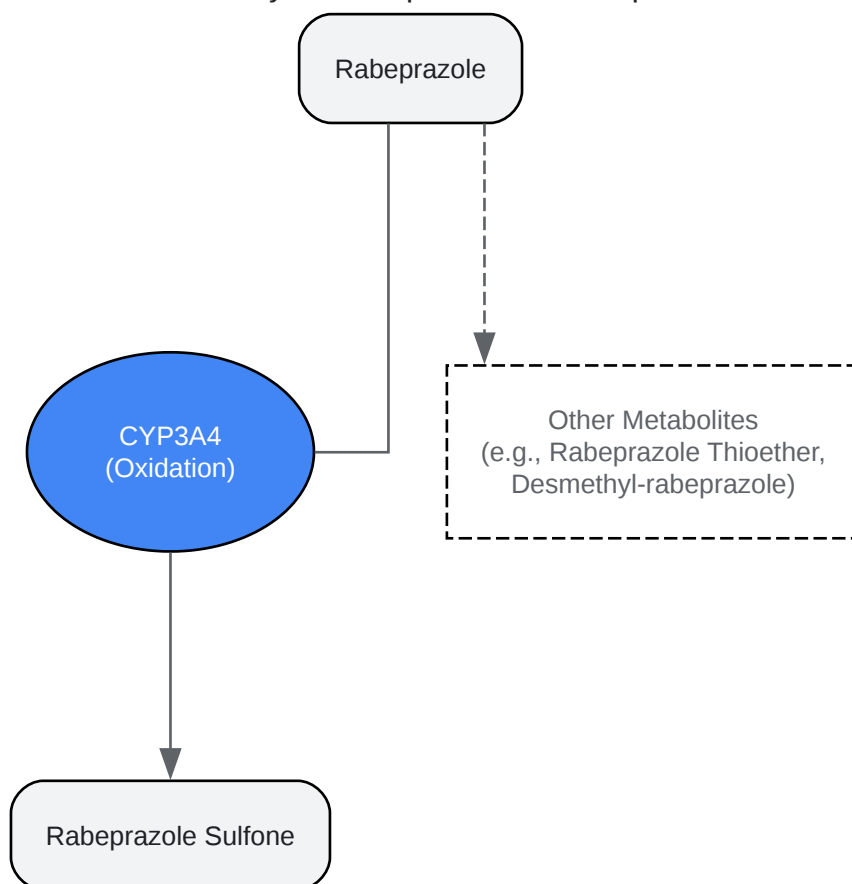 Rabeprazole
CYP3A4
(Oxidation)
Other Metabolites
(e.g., Rabeprazole Thioether,
Desmethyl-rabeprazole)
Rabeprazole Sulfone